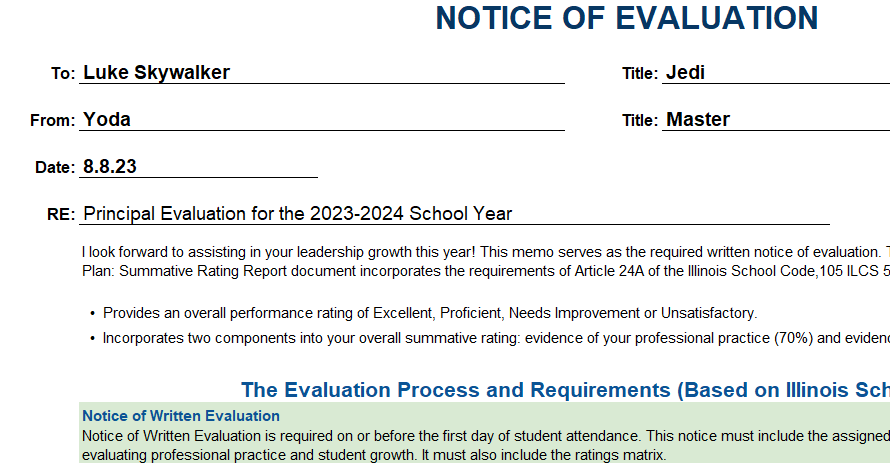 NOTICE OF EVALUATION
To: Luke Skywalker Title: Jedi
From: Yoda Title: Master
Date: 8.8.23
RE: Principal Evaluation for the 2023-2024 School Year
I look forward to assisting in your leadership growth this year! This memo serves as the required written notice of evaluation.
Plan: Summative Rating Report document incorporates the requirements of Article 24A of the Illinois School Code,105 ILCS 5
• Provides an overall performance rating of Excellent, Proficient, Needs Improvement or Unsatisfactory.
• Incorporates two components into your overall summative rating: evidence of your professional practice (70%) and
The Evaluation Process and Requirements (Based on Illinois
Notice of Written Evaluation
Notice of Written Evaluation is required on or before the first day of student attendance. This notice must include the assigned
evaluating professional practice and student growth. It must also include the ratings matrix.